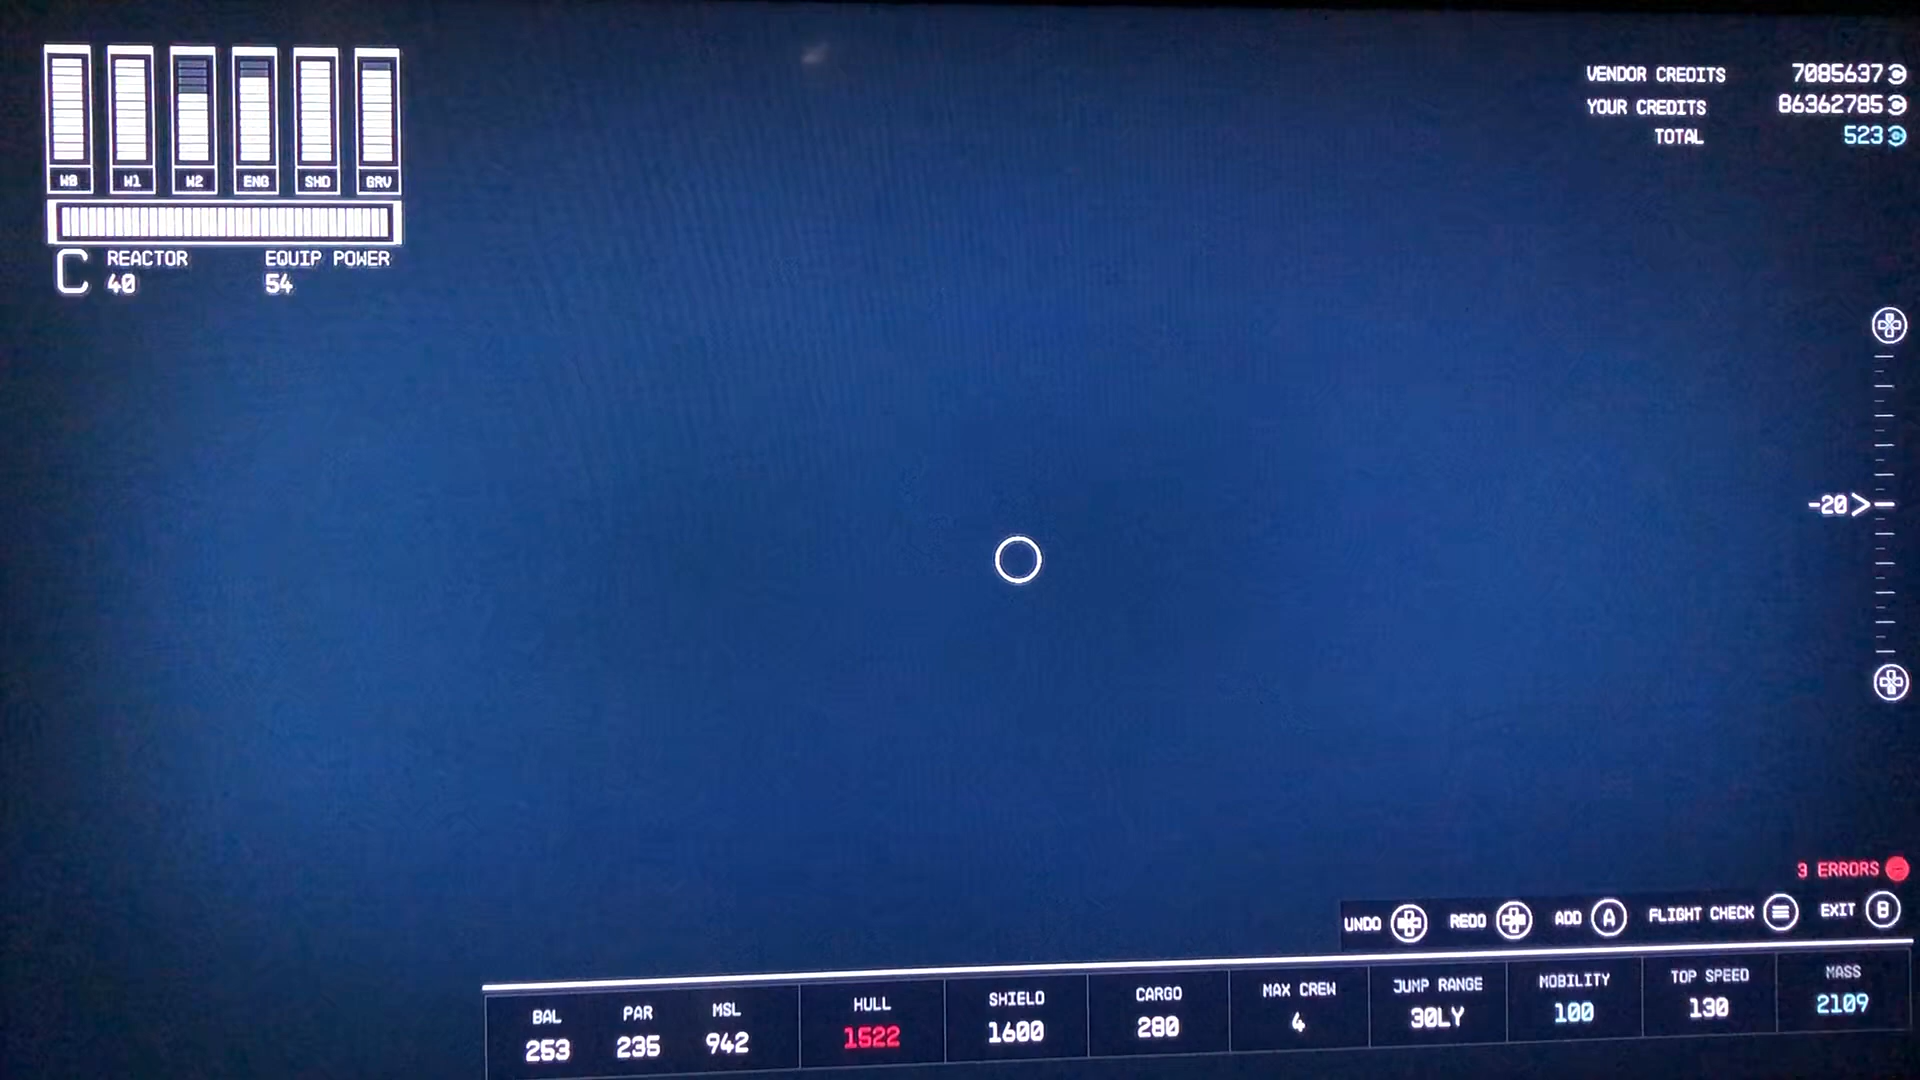 VENDOR CREDITS 7085637
YOUR CREDITS 86362785
TOTAL 523
W0 W1 W2 ENG SHD GRV
C REACTOR EQUIP POWER
40 54
-20
3 ERRORS
UNDO REDO ADD A FLIGHT CHECK EXIT B
BAL PAR MSL HULL SHIELD CARGO MAX CREW JUMP RANGE MOBILITY TOP SPEED MASS
253 235 942 1522 1600 280 4 30LY 100 130 2109